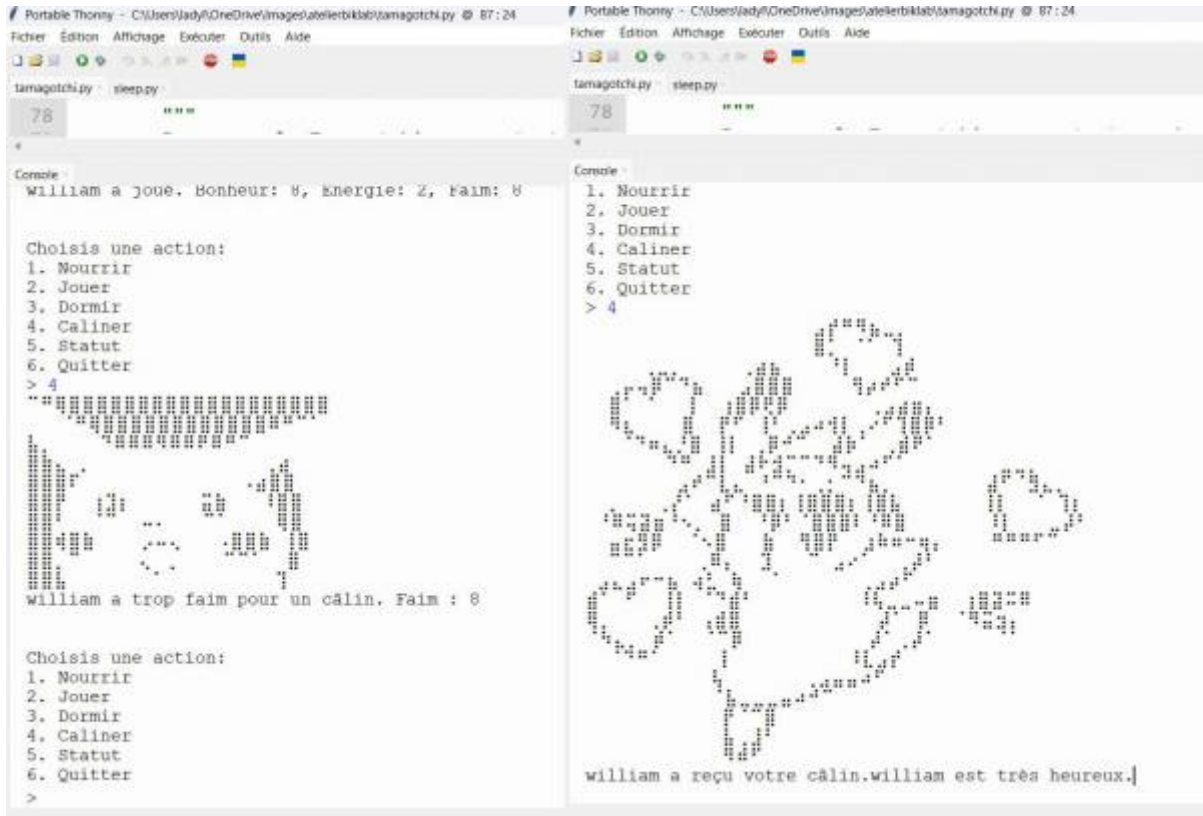 Portable Thonny - C:\Users\ladyl\OneDrive\Images\atelierbiklab\tamagotchi.py @ 87 : 24
Fichier Edition Affichage Exécuter Outils Aide
tamagotchi.py
sleep.py
78 """
Console
william a joué. Bonheur: 8, Energie: 2, Faim: 8
Choisis une action:
1. Nourrir
2. Jouer
3. Dormir
4. Caliner
5. Statut
6. Quitter
> 4
william a trop faim pour un câlin. Faim : 8
Choisis une action:
1. Nourrir
2. Jouer
3. Dormir
4. Caliner
5. Statut
6. Quitter
>
Portable Thonny - C:\Users\ladyl\OneDrive\Images\atelierbiklab\tamagotchi.py @ 87 : 24
Fichier Edition Affichage Exécuter Outils Aide
tamagotchi.py
sleep.py
78 """
Console
1. Nourrir
2. Jouer
3. Dormir
4. Caliner
5. Statut
6. Quitter
> 4
william a reçu votre câlin.william est très heureux.